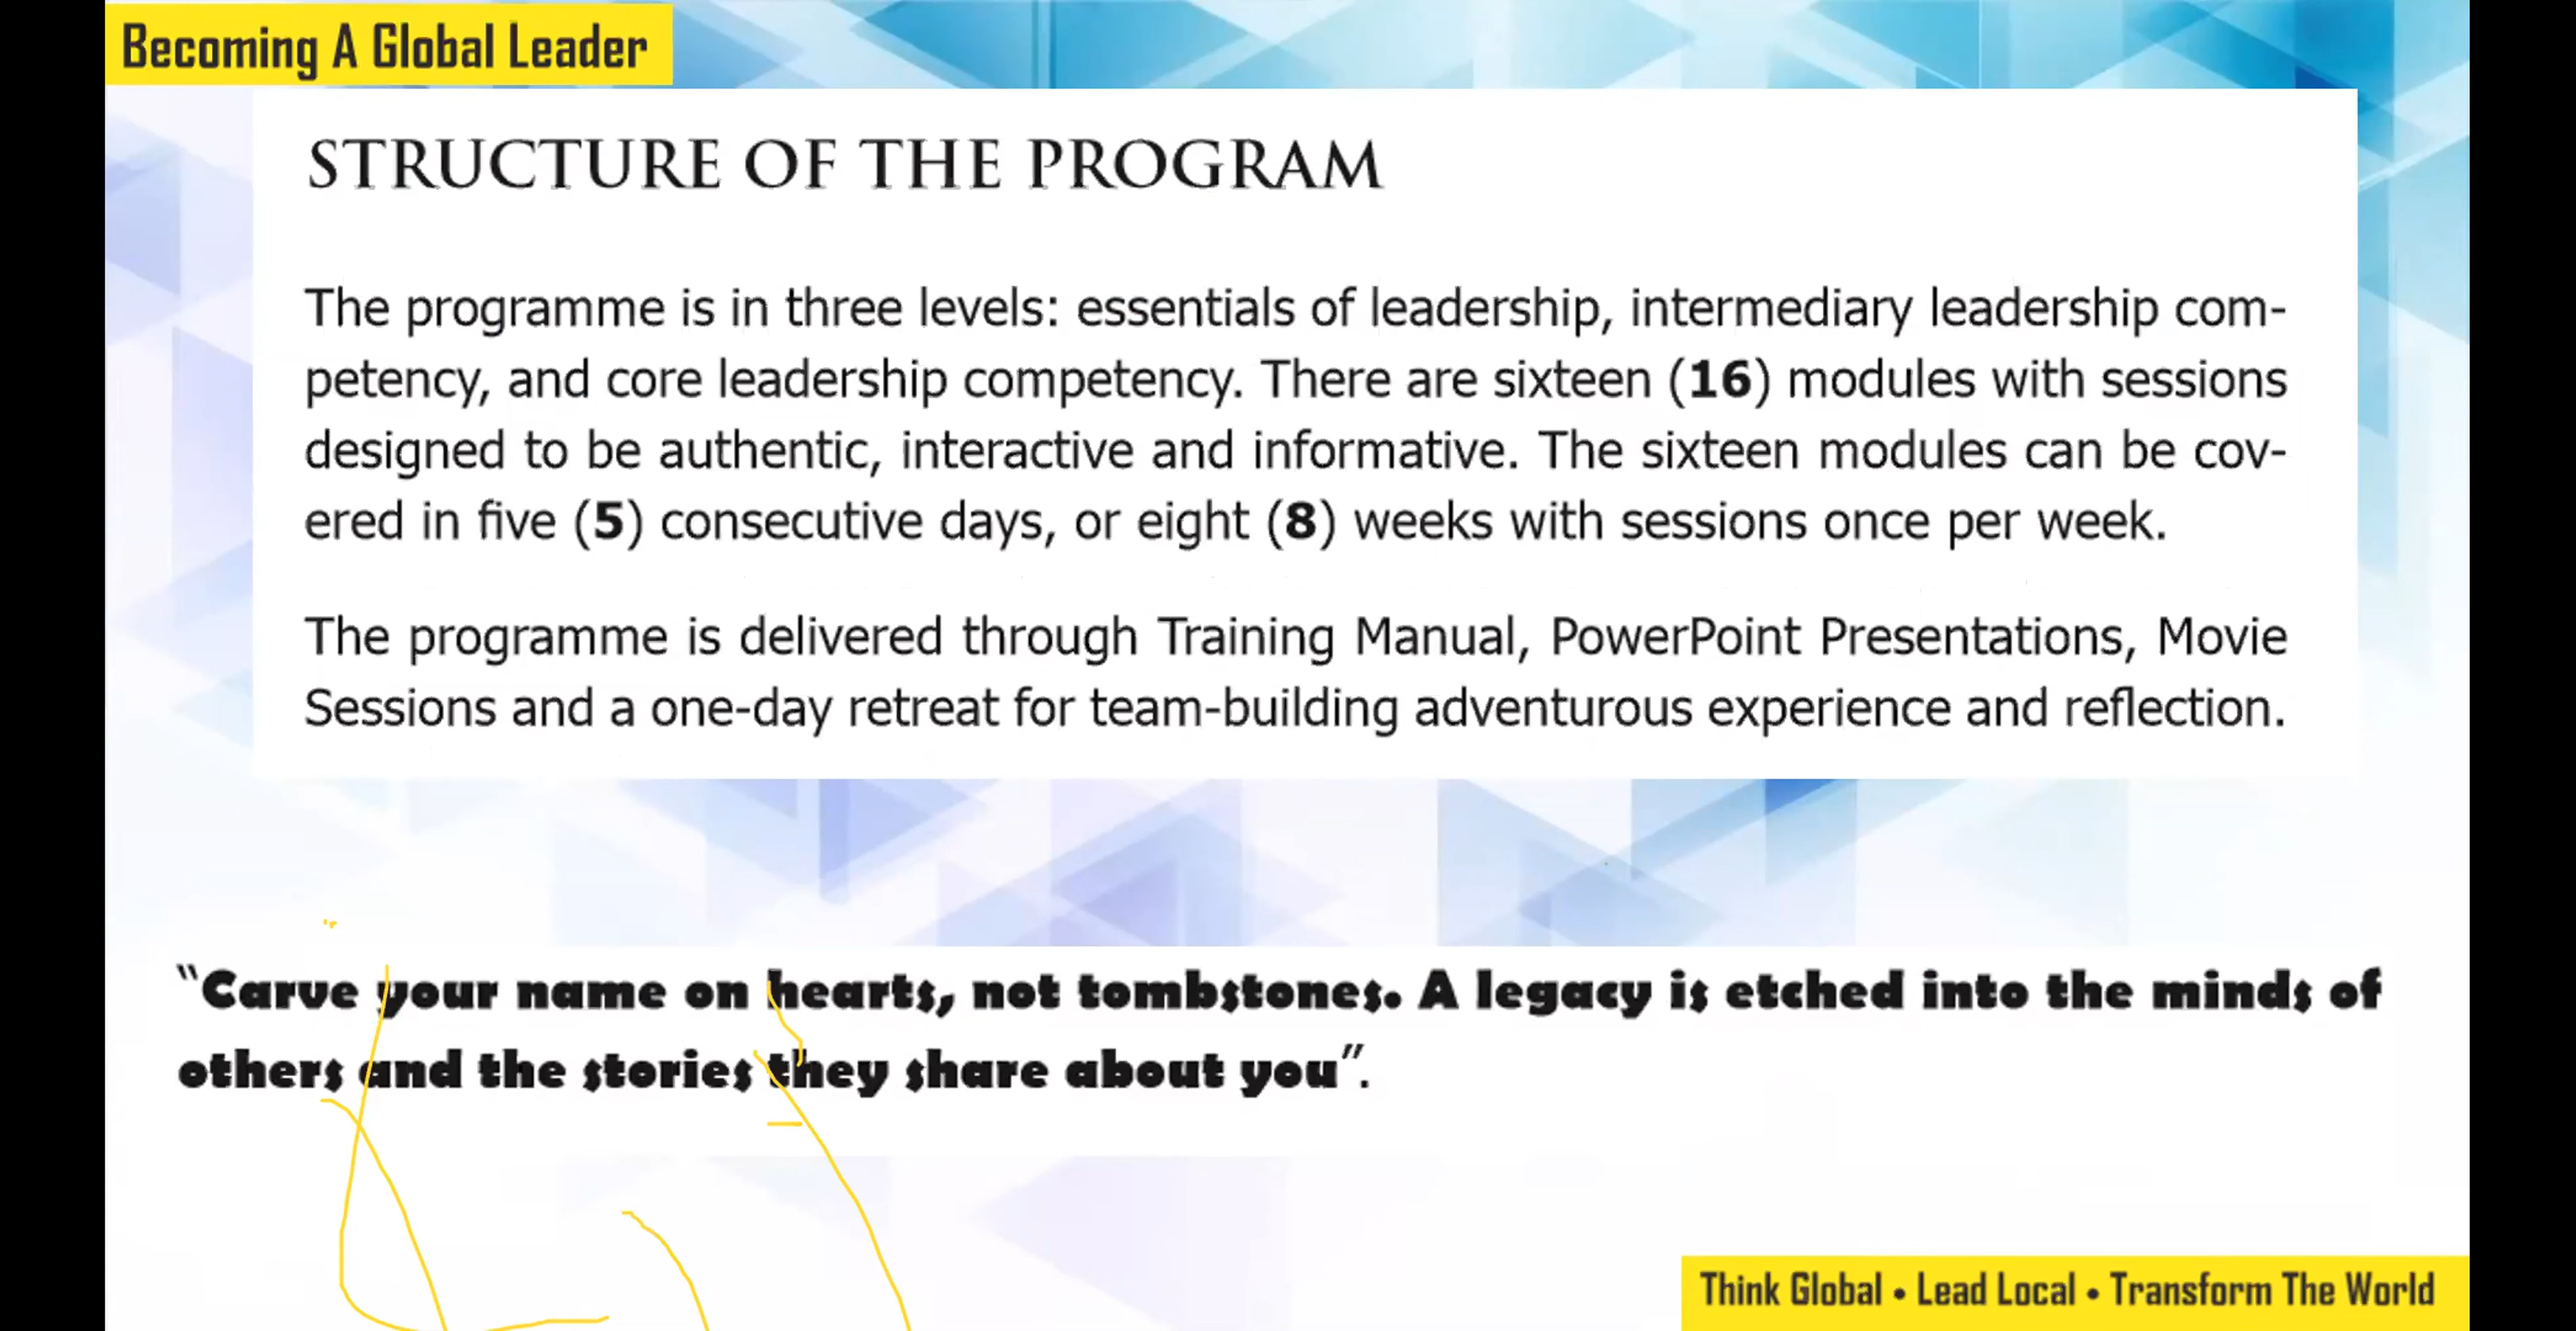 Becoming A Global Leader
STRUCTURE OF THE PROGRAM
The programme is in three levels: essentials of leadership, intermediary leadership com-
petency, and core leadership competency. There are sixteen (16) modules with sessions
designed to be authentic, interactive and informative. The sixteen modules can be cov-
ered in five (5) consecutive days, or eight (8) weeks with sessions once per week.
The programme is delivered through Training Manual, PowerPoint Presentations, Movie
Sessions and a one-day retreat for team-building adventurous experience and reflection.
"Carve your name on hearts, not tombstones. A legacy is etched into the minds of
others and the stories they share about you".
Think Global • Lead Local • Transform The World